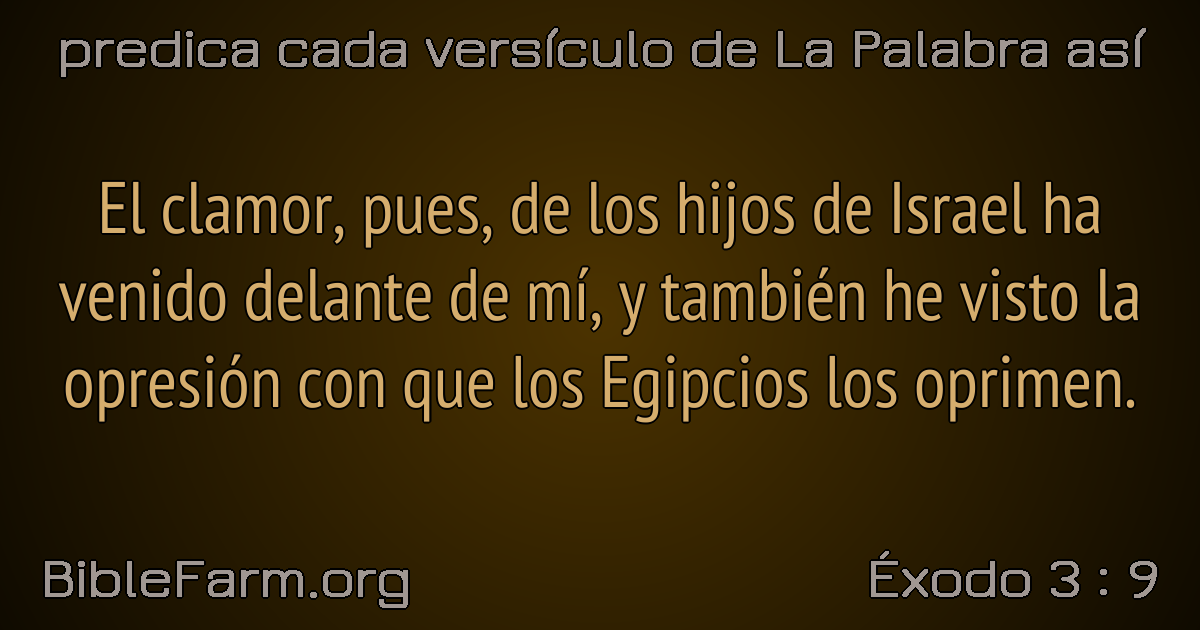 predica cada versículo de La Palabra así
El clamor, pues, de los hijos de Israel ha
venido delante de mí, y también he visto la
opresión con que los Egipcios los oprimen.
BibleFarm.org
Éxodo 3 : 9